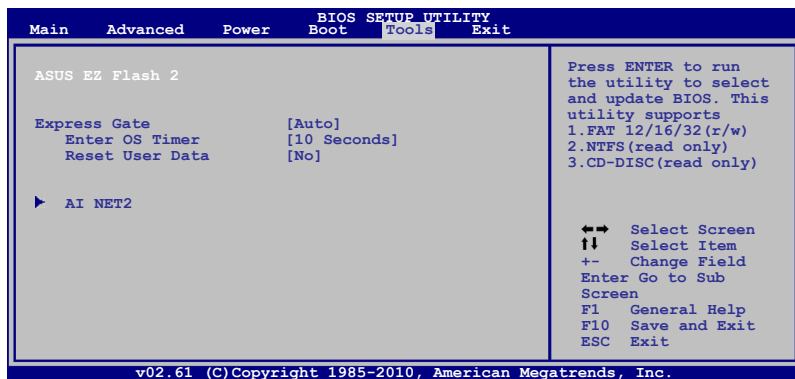 BIOS SETUP UTILITY
Main Advanced Power Boot Tools Exit
ASUS EZ Flash 2
Express Gate [Auto]
Enter OS Timer [10 Seconds]
Reset User Data [No]
AI NET2
Press ENTER to run
the utility to select
and update BIOS. This
utility supports
1.FAT 12/16/32(r/w)
2.NTFS(read only)
3.CD-DISC(read only)
←→ Select Screen
↑↓ Select Item
+- Change Field
Enter Go to Sub
Screen
F1 General Help
F10 Save and Exit
ESC Exit
v02.61 (C)Copyright 1985-2010, American Megatrends, Inc.